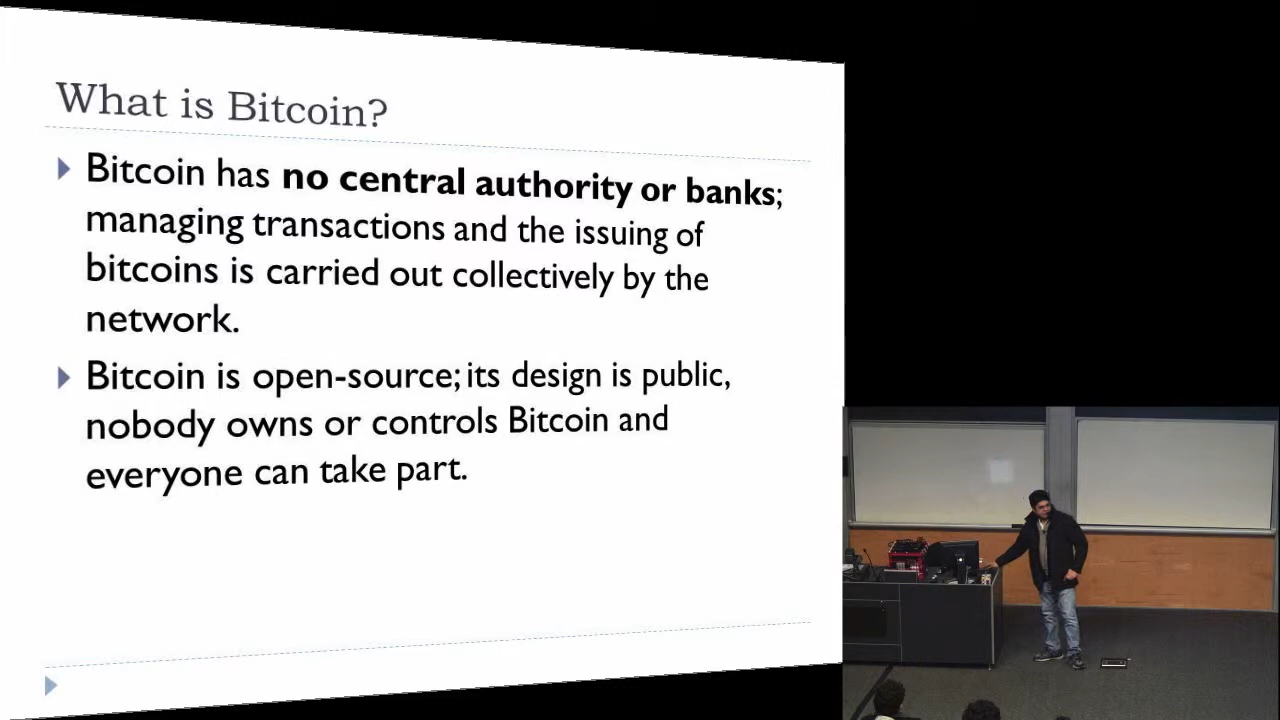 What is Bitcoin?
Bitcoin has no central authority or banks;
managing transactions and the issuing of
bitcoins is carried out collectively by the
network.
Bitcoin is open-source; its design is public,
nobody owns or controls Bitcoin and
everyone can take part.